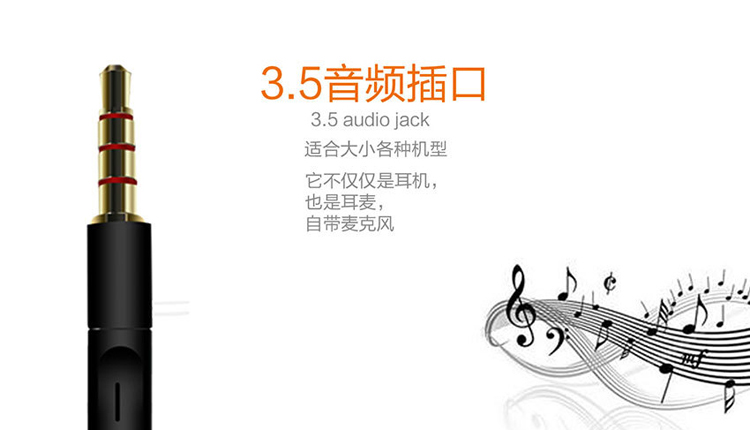 3.5音频插口
3.5 audio jack
适合大小各种机型
它不仅仅是耳机，
也是耳麦，
自带麦克风